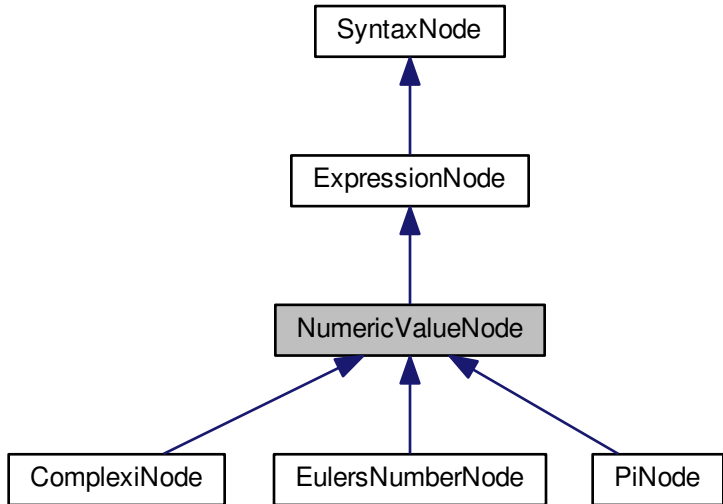 SyntaxNode
ExpressionNode
NumericValueNode
ComplexiNode
EulersNumberNode
PiNode